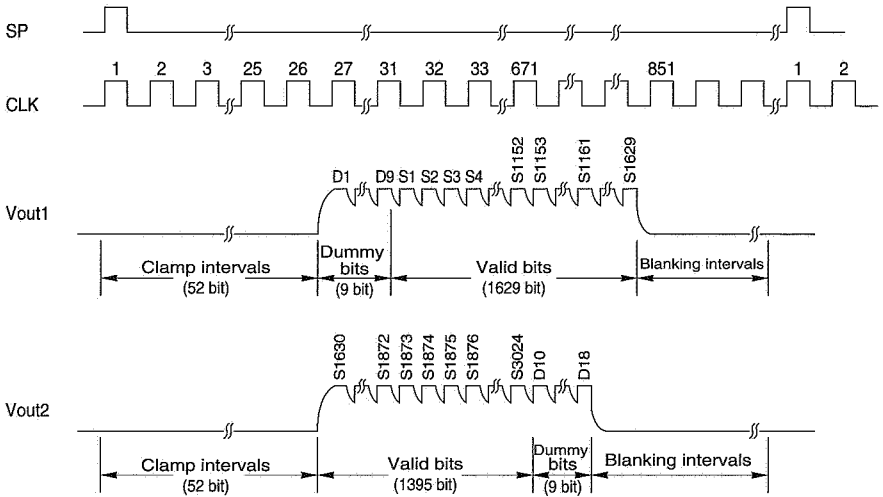 SP
1 2 3 25 26 27 31 32 33 671 851 1 2
CLK
D1 D9 S1 S2 S3 S4 S1152 S1153 S1161 S1629
Vout1
Clamp intervals
(52 bit)
Dummy
bits
(9 bit)
Valid bits
(1629 bit)
Blanking intervals
S1630 S1872 S1873 S1874 S1875 S1876 S3024 D10 D18
Vout2
Clamp intervals
(52 bit)
Valid bits
(1395 bit)
Dummy
bits
(9 bit)
Blanking intervals